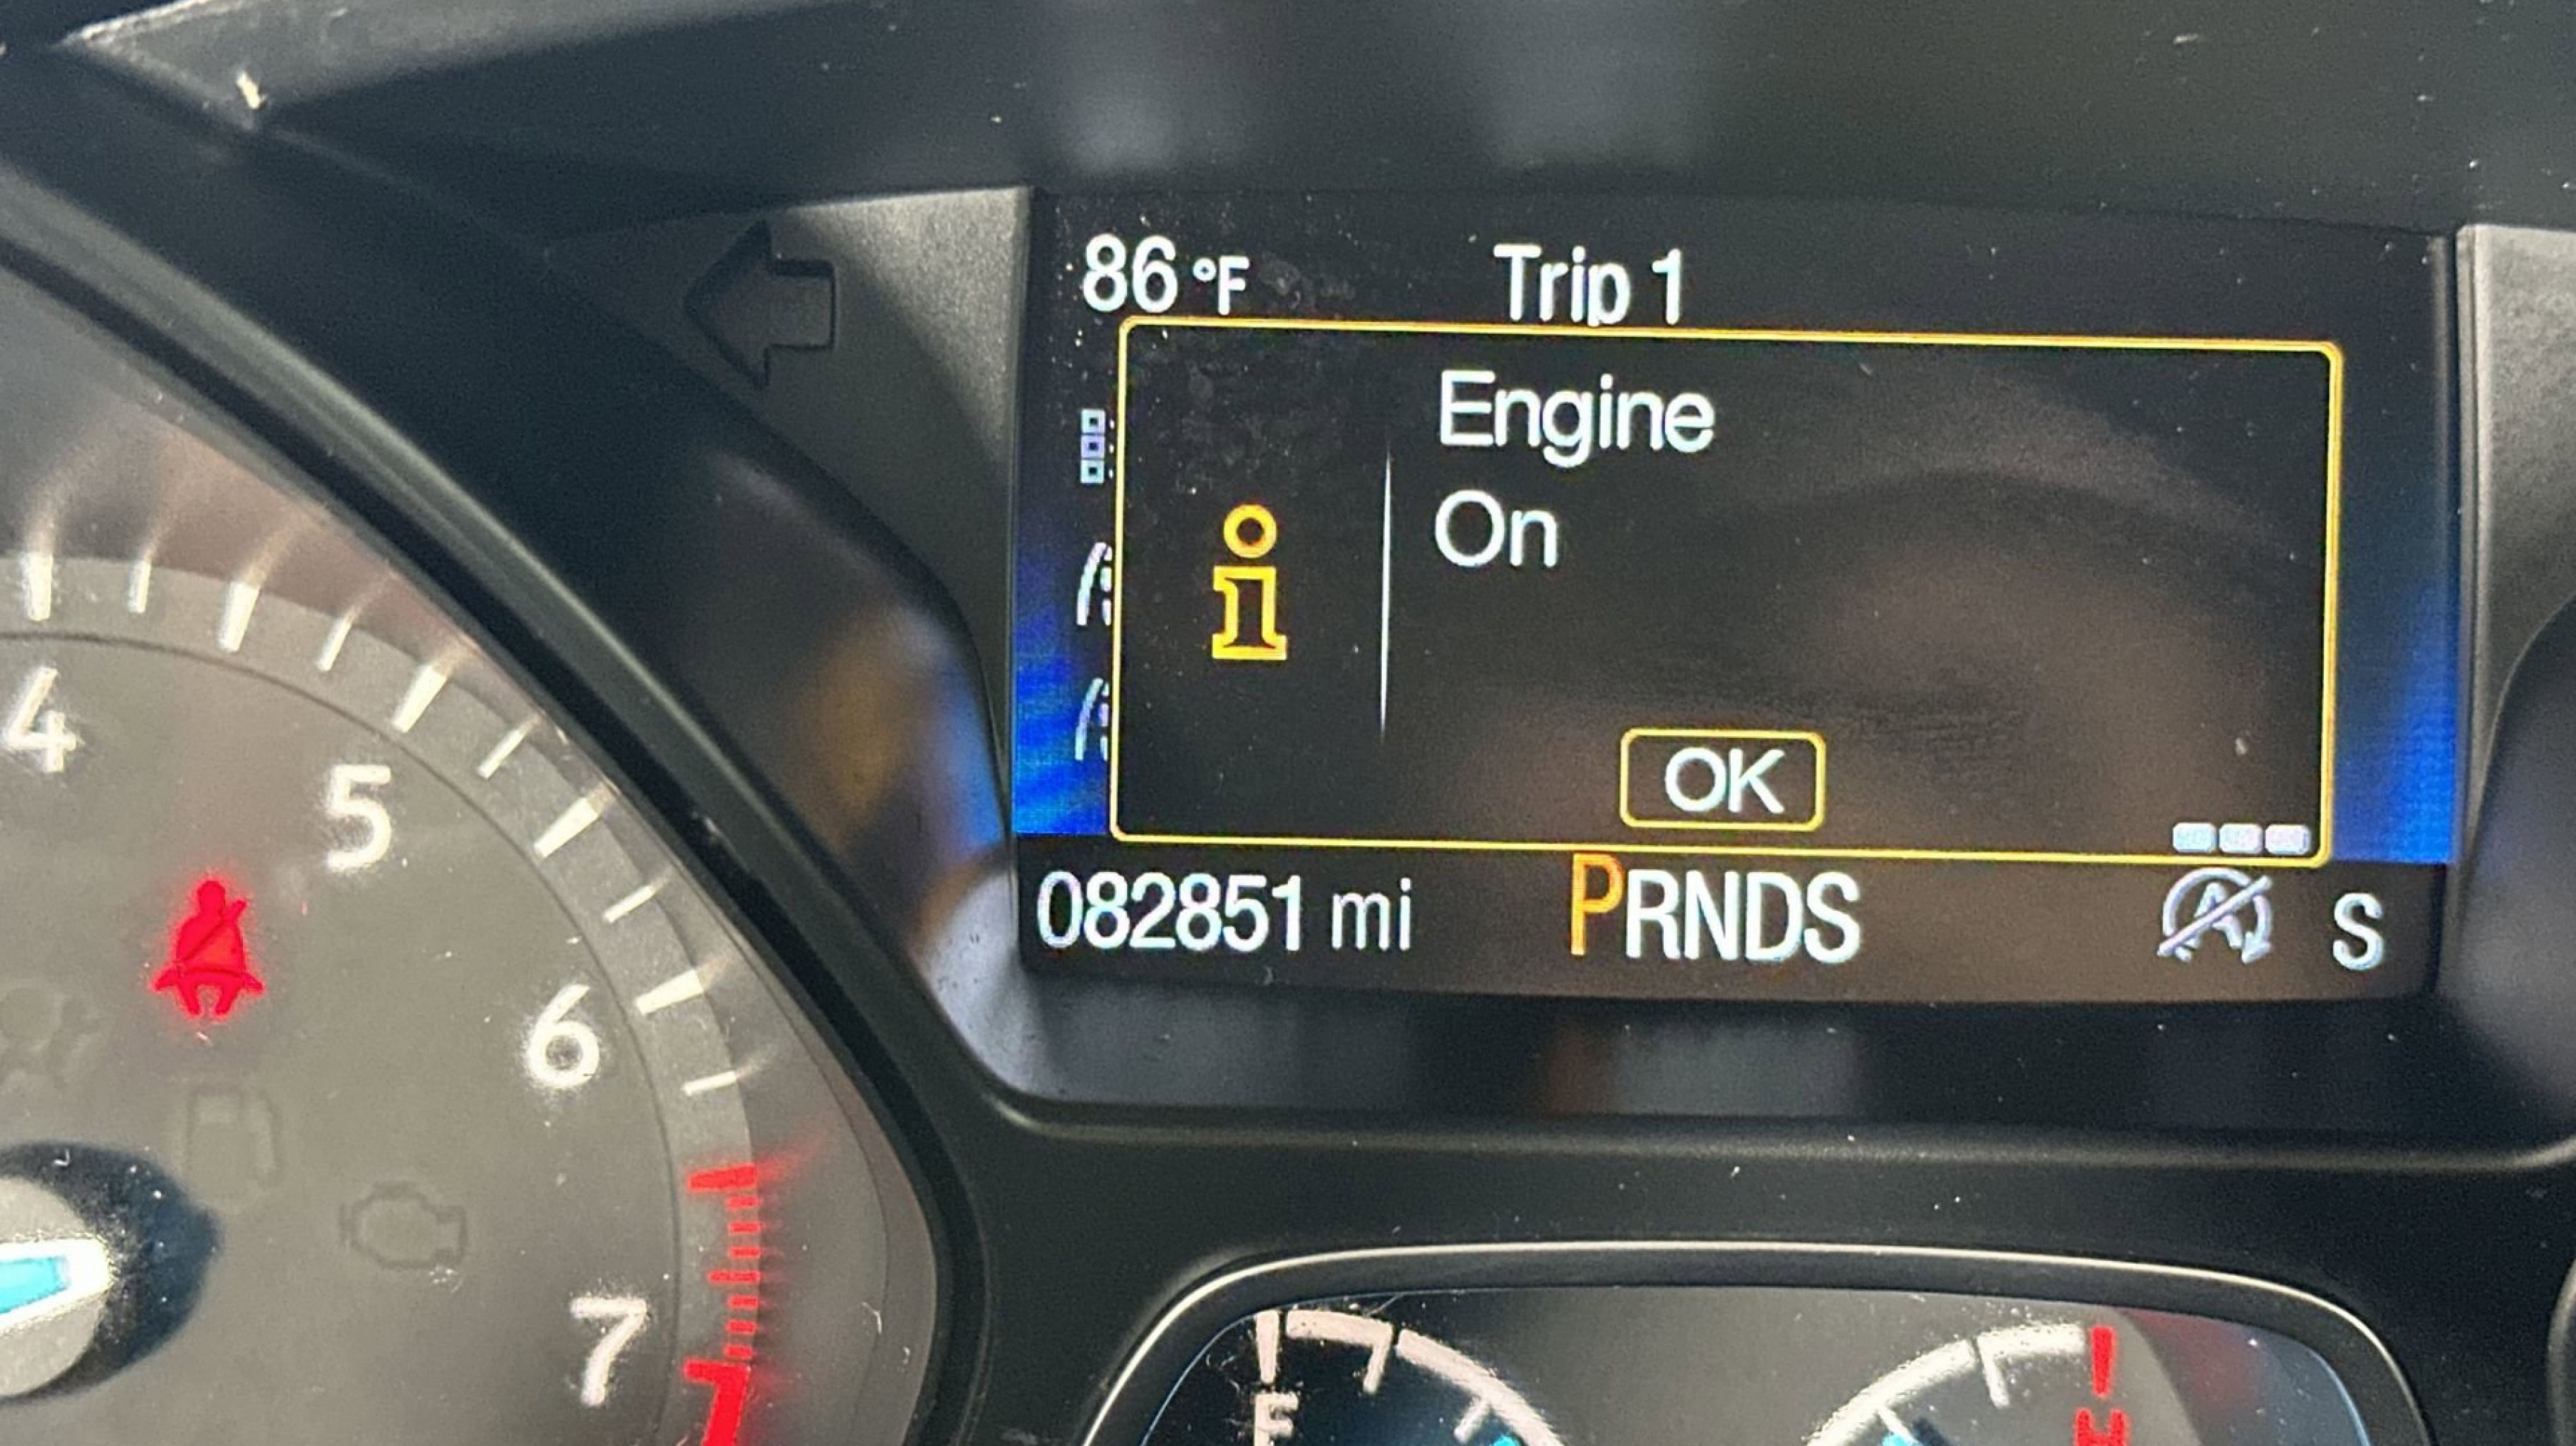 86 °F Trip 1
Engine
On
OK
082851 mi PRNDS S
4
5
6
7
F
H